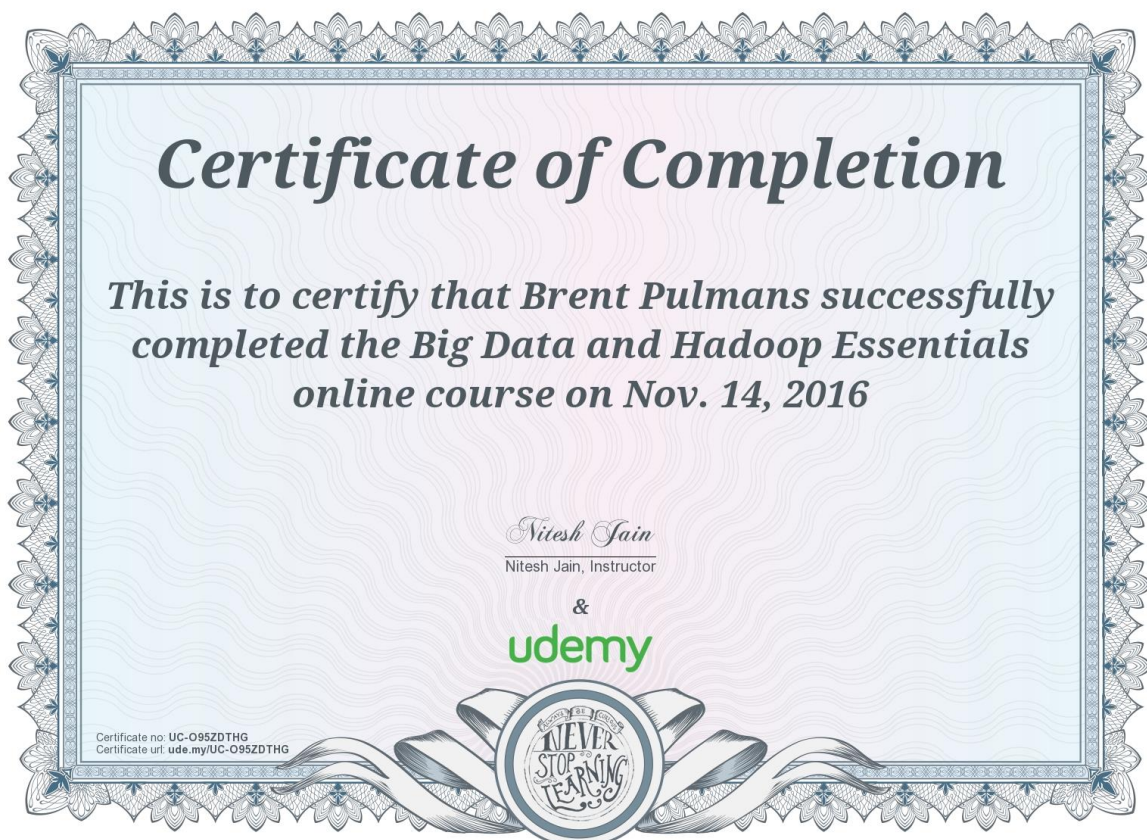 Certificate of Completion
This is to certify that Brent Pulmans successfully
completed the Big Data and Hadoop Essentials
online course on Nov. 14, 2016
Nitesh Jain
Nitesh Jain, Instructor
&
udemy
Certificate no: UC-O95ZDTHG
Certificate url: ude.my/UC-O95ZDTHG
ALWAYS BE
NEVER
STOP
LEARNING